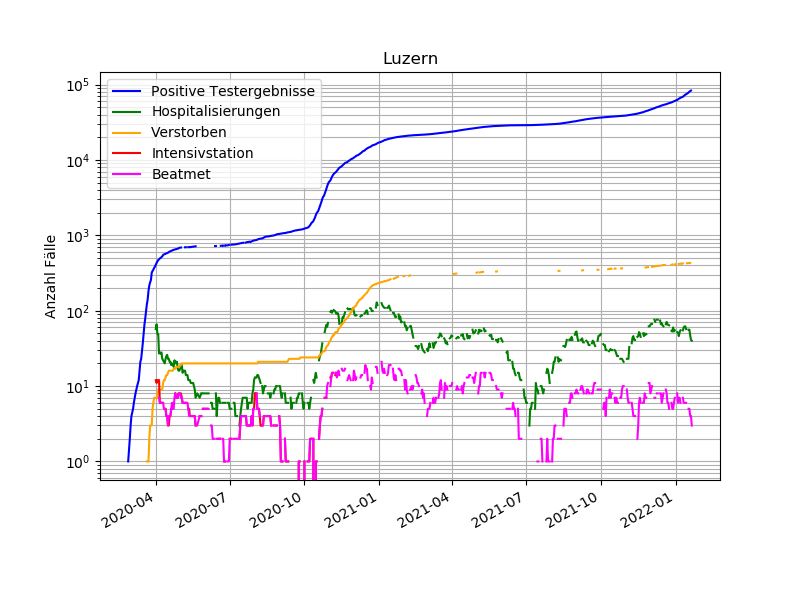 Luzern
Anzahl Fälle
10^5
10^4
10^3
10^2
10^1
10^0
Positive Testergebnisse
Hospitalisierungen
Verstorben
Intensivstation
Beatmet
2020-04
2020-07
2020-10
2021-01
2021-04
2021-07
2021-10
2022-01